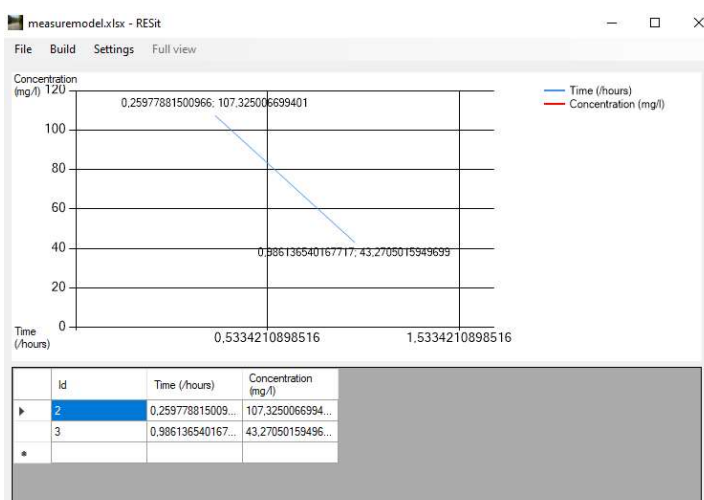 measuremodel.xlsx - RESit
File Build Settings Full view
Concentration
(mg/l)
120
100
80
60
40
20
0
0,25977881500966; 107,325006699401
0,986136540167717; 43,2705015949699
Time (/hours)
Concentration (mg/l)
Time
(/hours)
0,5334210898516 1,5334210898516
Id Time (/hours) Concentration
(mg/l)
2 0,259778815009... 107,3250066994...
3 0,986136540167... 43,27050159496...